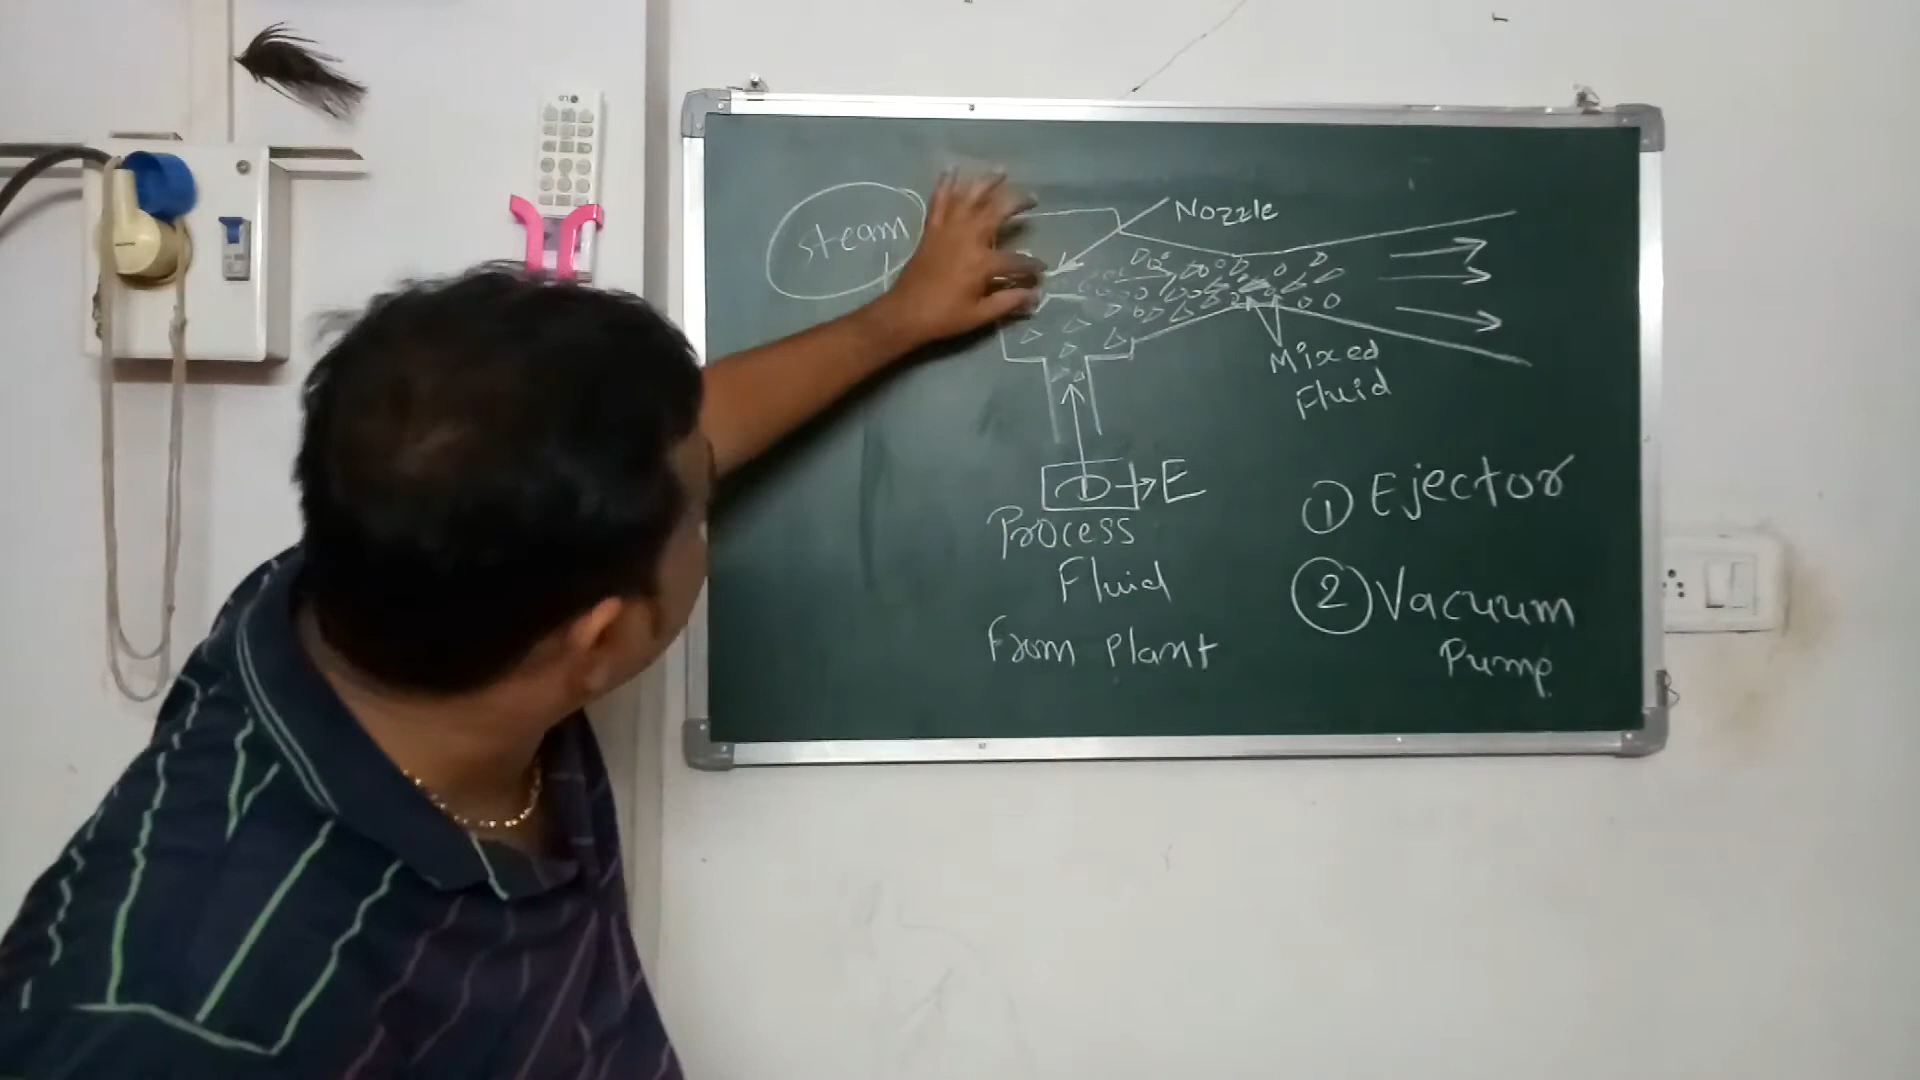 steam
Nozzle
Mixed
Fluid
E
Process
Fluid
From plant
1 Ejector
2 Vacuum
Pump